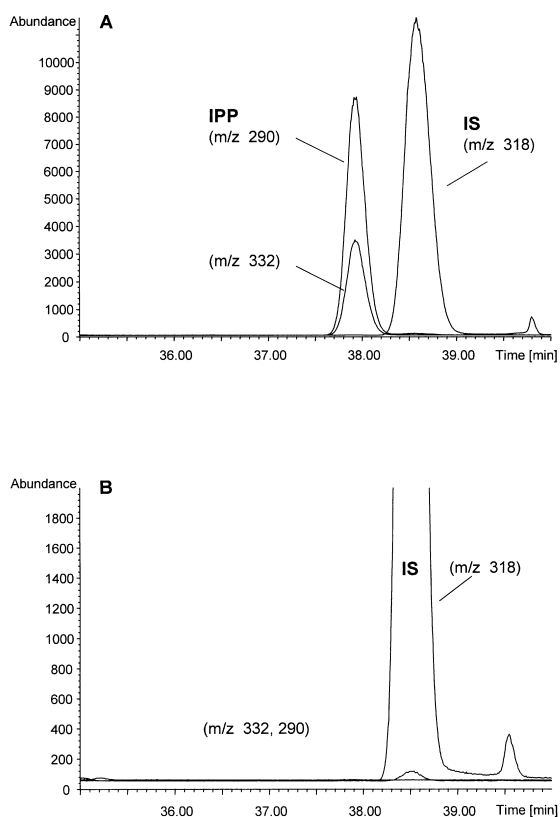 Abundance A
10000
9000
8000
7000
6000
5000
4000
3000
2000
1000
0
IPP
(m/z 290)
IS
(m/z 318)
(m/z 332)
36.00 37.00 38.00 39.00 Time [min]
Abundance B
1800
1600
1400
1200
1000
800
600
400
200
0
IS (m/z 318)
(m/z 332, 290)
36.00 37.00 38.00 39.00 Time [min]